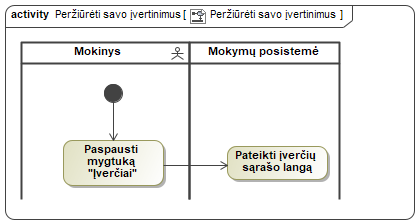 activity Peržiūrėti savo įvertinimus [ Peržiūrėti savo įvertinimus ]
Mokinys
Mokymų posistemė
Paspausti
mygtuką
"Įverčiai"
Pateikti įverčių
sąrašo langą